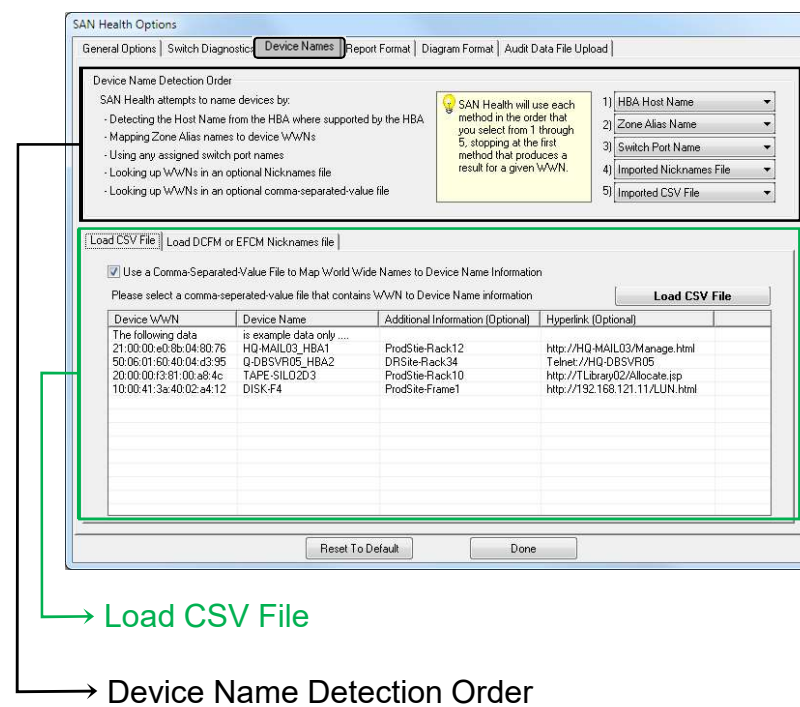 SAN Health Options
General Options Switch Diagnostics Device Names Report Format Diagram Format Audit Data File Upload
Device Name Detection Order
SAN Health attempts to name devices by:
- Detecting the Host Name from the HBA where supported by the HBA
- Mapping Zone Alias names to device WWNs
- Using any assigned switch port names
- Looking up WWNs in an optional Nicknames file
- Looking up WWNs in an optional comma-separated-value file
SAN Health will use each
method in the order that
you select from 1 through
5, stopping at the first
method that produces a
result for a given WWN.
1) HBA Host Name
2) Zone Alias Name
3) Switch Port Name
4) Imported Nicknames File
5) Imported CSV File
Load CSV File Load DCFM or EFCM Nicknames file
Use a Comma-Separated-Value File to Map World Wide Names to Device Name Information
Please select a comma-seperated-value file that contains WWN to Device Name information Load CSV File
Device WWN Device Name Additional Information (Optional) Hyperlink (Optional)
The following data is example data only ....
21:00:00:e0:8b:04:80:76 HQ-MAIL03_HBA1 ProdStie-Rack12 http://HQ-MAIL03/Manage.html
50:06:01:60:40:04:d3:95 Q-DBSVR05_HBA2 DRSite-Rack34 Telnet://HQ-DBSVR05
20:00:00:f3:81:00:a8:4c TAPE-SILO2D3 ProdStie-Rack10 http://TLibrary02/Allocate.jsp
10:00:41:3a:40:02:a4:12 DISK-F4 ProdSite-Frame1 http://192.168.121.11/LUN.html
Reset To Default Done
Load CSV File
Device Name Detection Order